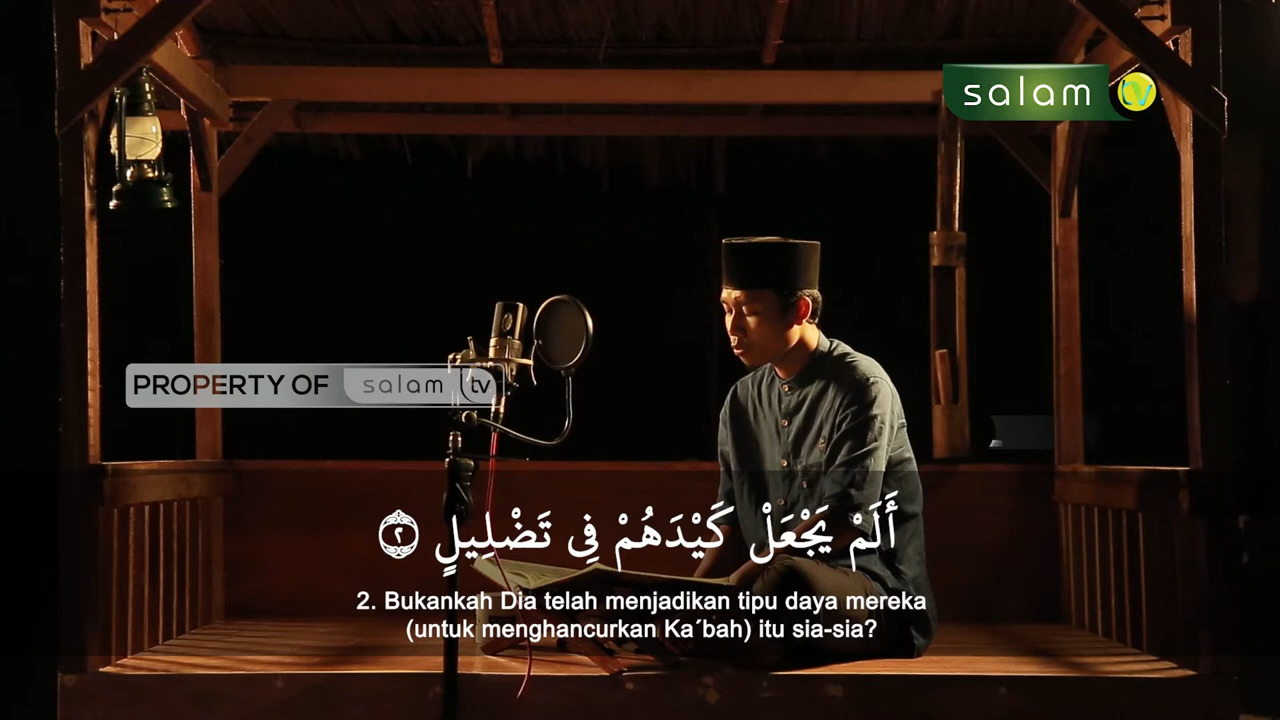 salam tv
PROPERTY OF salam tv
أَلَمْ يَجْعَلْ كَيْدَهُمْ فِى تَضْلِيلٍ ٢
2. Bukankah Dia telah menjadikan tipu daya mereka
(untuk menghancurkan Ka´bah) itu sia-sia?